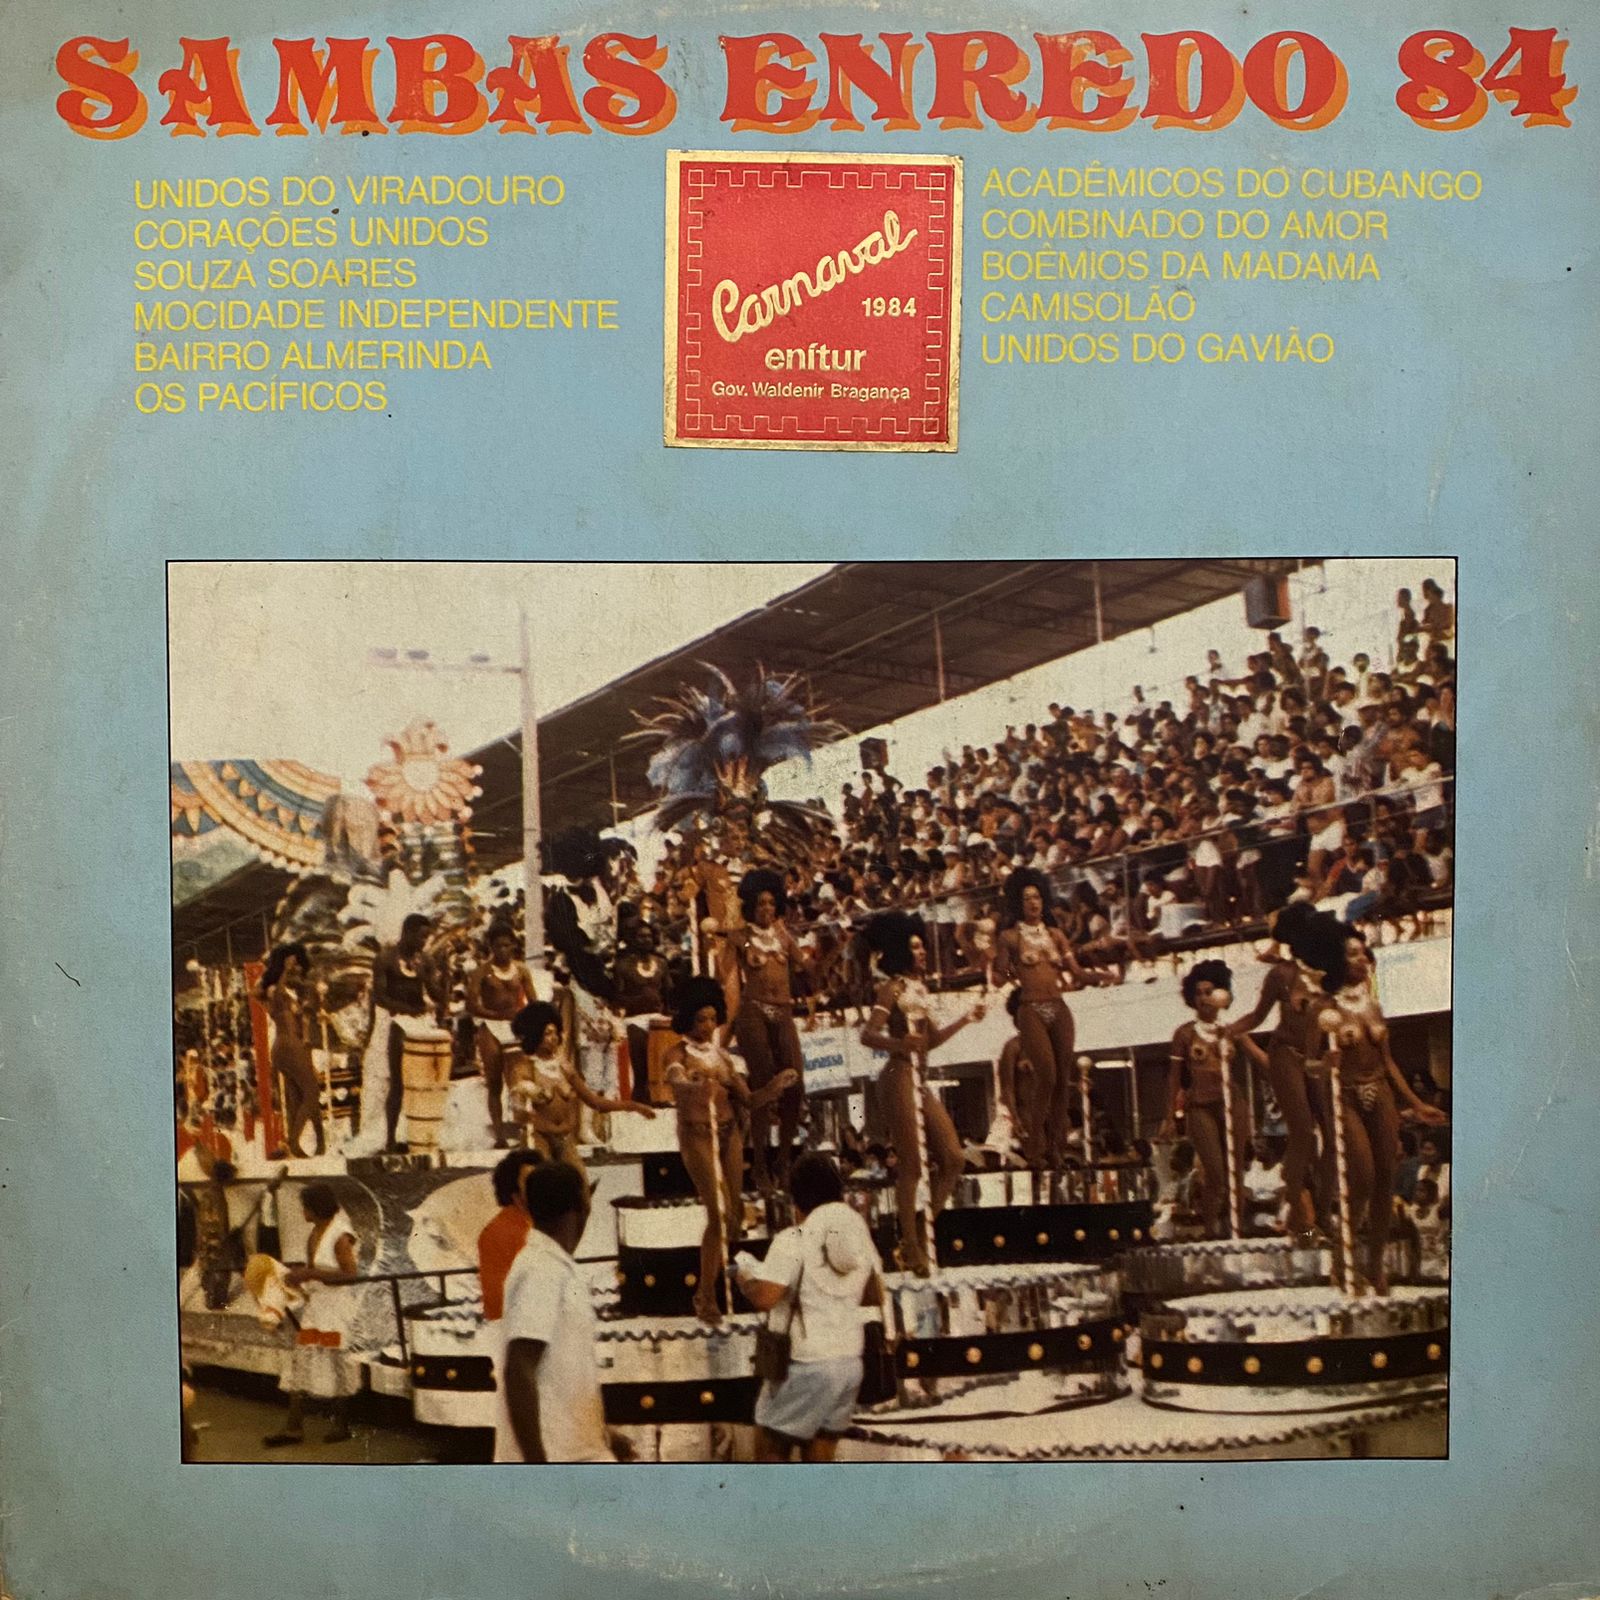 SAMBAS ENREDO 84
UNIDOS DO VIRADOURO
CORAÇÕES UNIDOS
SOUZA SOARES
MOCIDADE INDEPENDENTE
BAIRRO ALMERINDA
OS PACÍFICOS
Carnaval
1984
enítur
Gov. Waldenir Bragança
ACADÊMICOS DO CUBANGO
COMBINADO DO AMOR
BOÊMIOS DA MADAMA
CAMISOLÃO
UNIDOS DO GAVIÃO